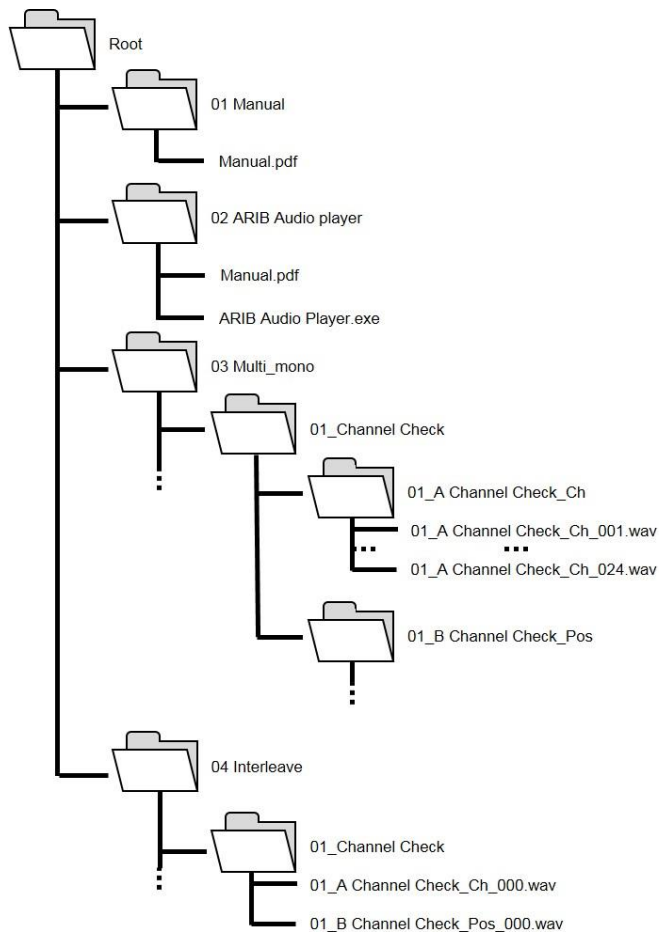 Root
01 Manual
Manual.pdf
02 ARIB Audio player
Manual.pdf
ARIB Audio Player.exe
03 Multi_mono
01_Channel Check
01_A Channel Check_Ch
01_A Channel Check_Ch_001.wav
01_A Channel Check_Ch_024.wav
01_B Channel Check_Pos
04 Interleave
01_Channel Check
01_A Channel Check_Ch_000.wav
01_B Channel Check_Pos_000.wav